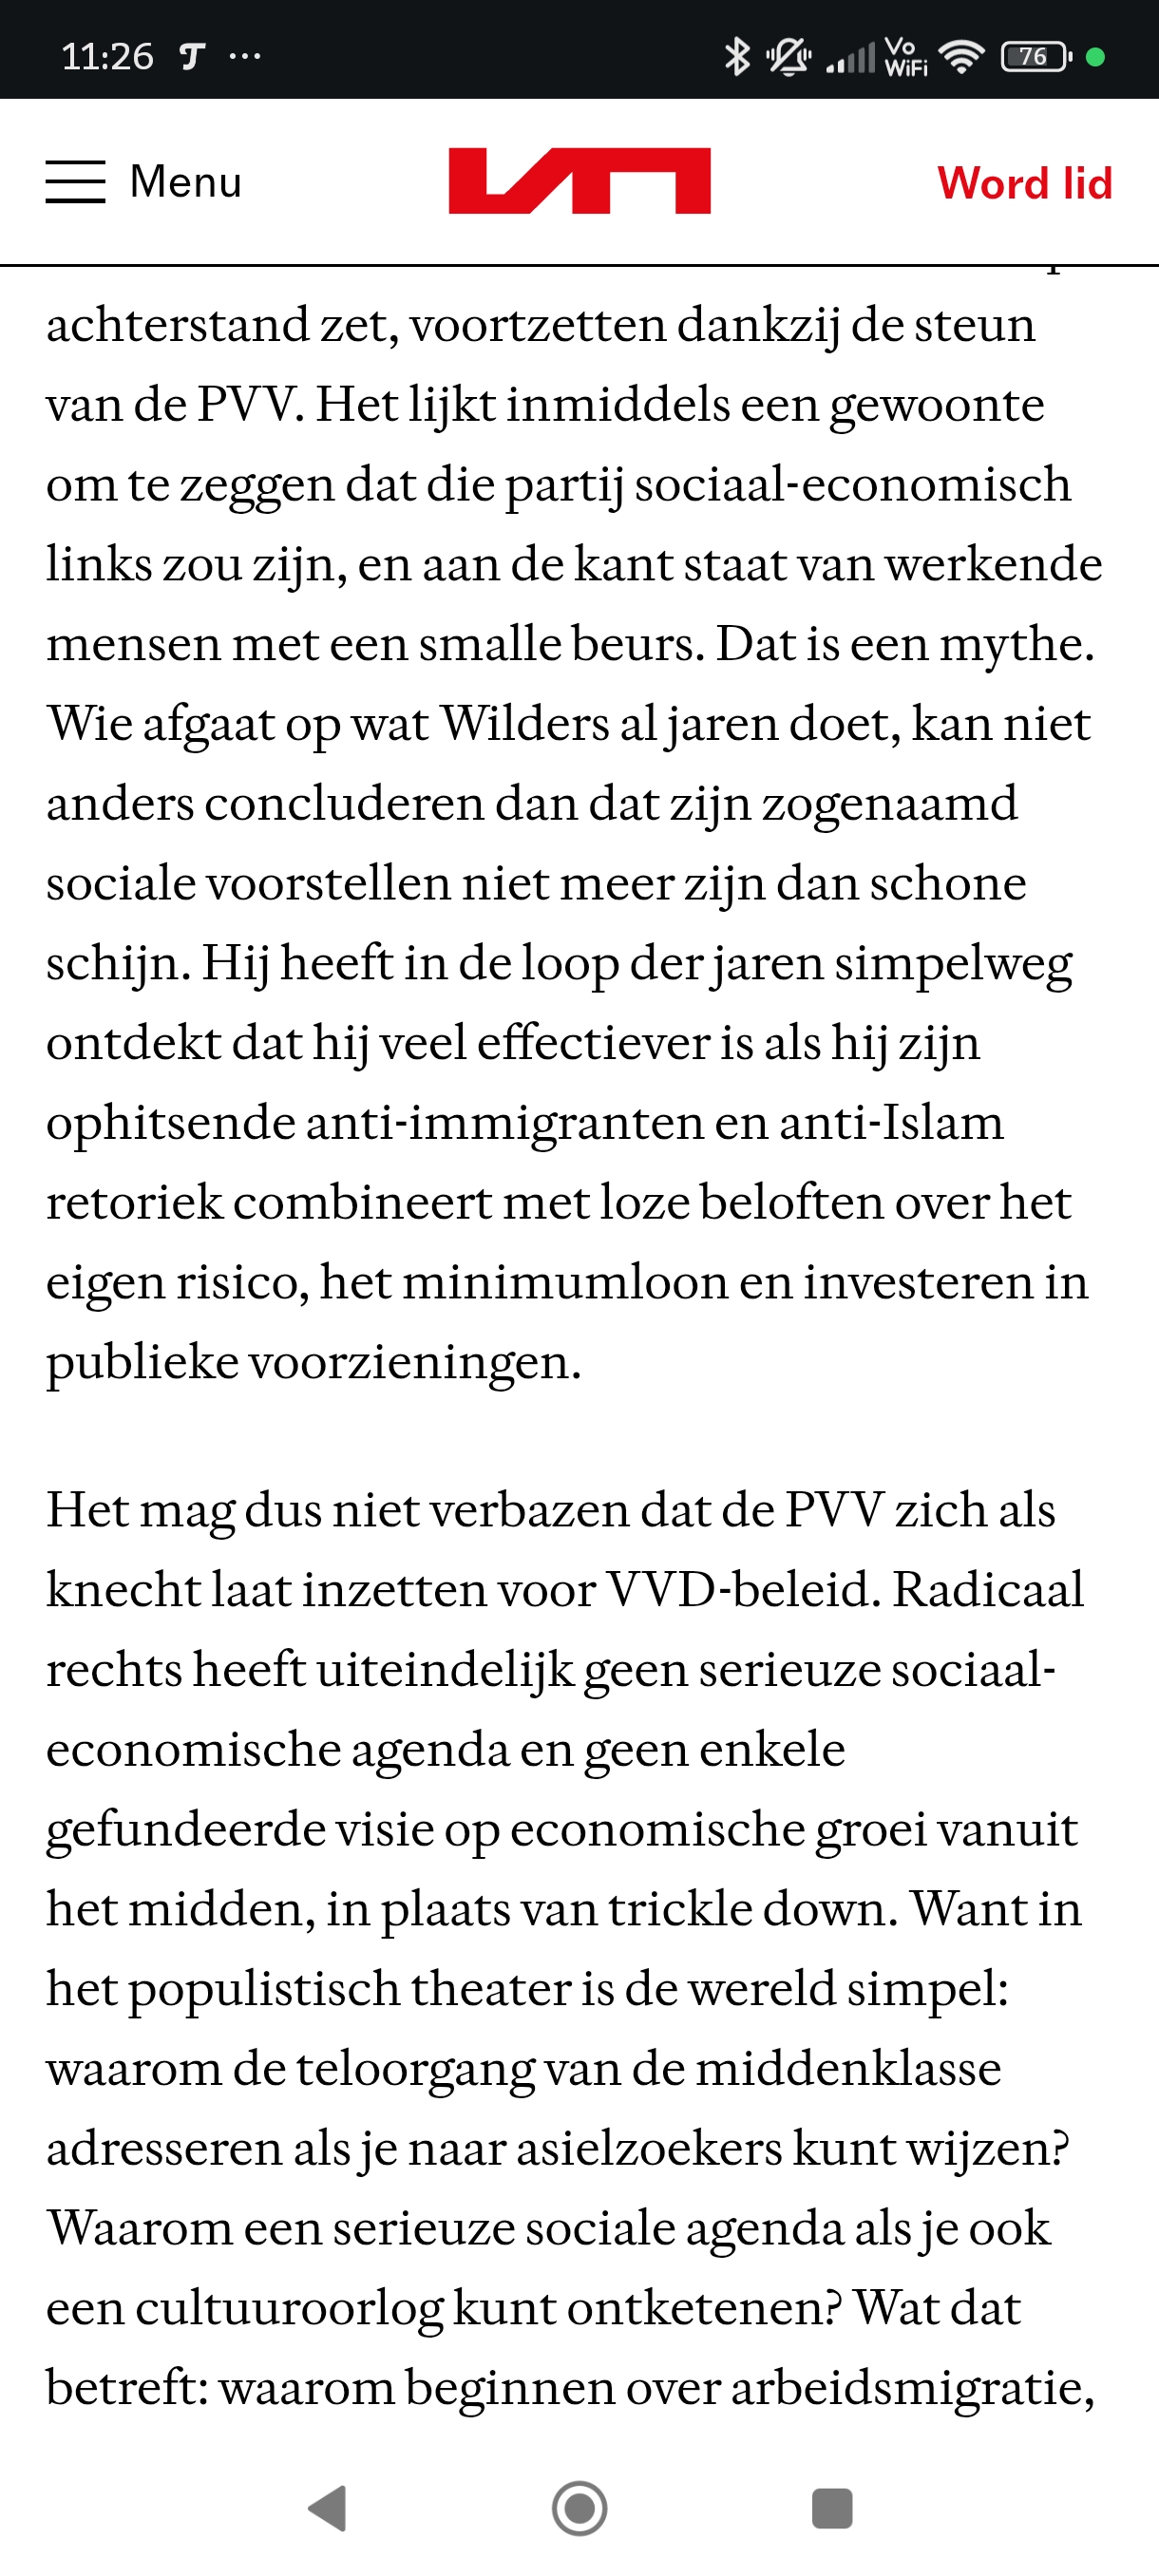 11:26
Vo
WiFi
76
Menu
Word lid
achterstand zet, voortzetten dankzij de steun
van de PVV. Het lijkt inmiddels een gewoonte
om te zeggen dat die partij sociaal-economisch
links zou zijn, en aan de kant staat van werkende
mensen met een smalle beurs. Dat is een mythe.
Wie afgaat op wat Wilders al jaren doet, kan niet
anders concluderen dan dat zijn zogenaamd
sociale voorstellen niet meer zijn dan schone
schijn. Hij heeft in de loop der jaren simpelweg
ontdekt dat hij veel effectiever is als hij zijn
ophitsende anti-immigranten en anti-Islam
retoriek combineert met loze beloften over het
eigen risico, het minimumloon en investeren in
publieke voorzieningen.
Het mag dus niet verbazen dat de PVV zich als
knecht laat inzetten voor VVD-beleid. Radicaal
rechts heeft uiteindelijk geen serieuze sociaal-
economische agenda en geen enkele
gefundeerde visie op economische groei vanuit
het midden, in plaats van trickle down. Want in
het populistisch theater is de wereld simpel:
waarom de teloorgang van de middenklasse
adresseren als je naar asielzoekers kunt wijzen?
Waarom een serieuze sociale agenda als je ook
een cultuuroorlog kunt ontketenen? Wat dat
betreft: waarom beginnen over arbeidsmigratie,